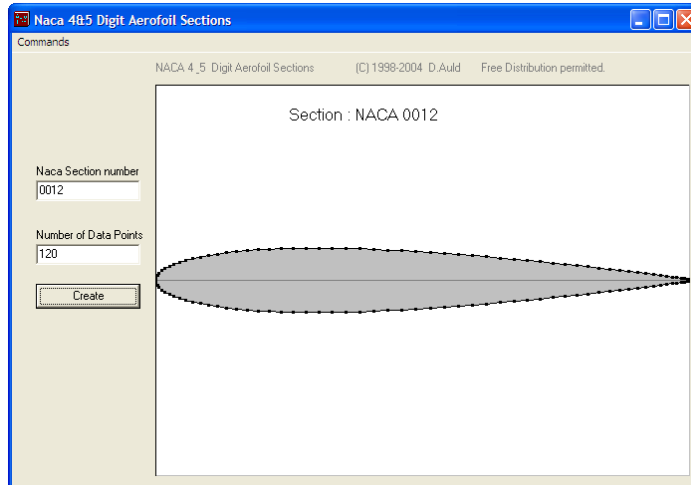 Naca 4&5 Digit Aerofoil Sections
Commands
NACA 4_5 Digit Aerofoil Sections (C) 1998-2004 D.Auld Free Distribution permitted.
Section : NACA 0012
Naca Section number
0012
Number of Data Points
120
Create